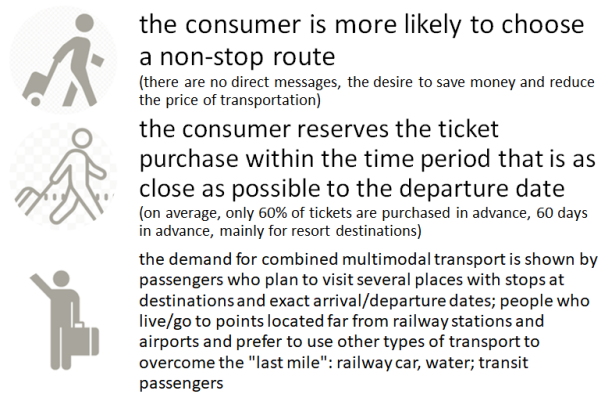 the consumer is more likely to choose
a non-stop route
(there are no direct messages, the desire to save money and reduce
the price of transportation)
the consumer reserves the ticket
purchase within the time period that is as
close as possible to the departure date
(on average, only 60% of tickets are purchased in advance, 60 days
in advance, mainly for resort destinations)
the demand for combined multimodal transport is shown by
passengers who plan to visit several places with stops at
destinations and exact arrival/departure dates; people who
live/go to points located far from railway stations and
airports and prefer to use other types of transport to
overcome the "last mile": railway car, water; transit
passengers